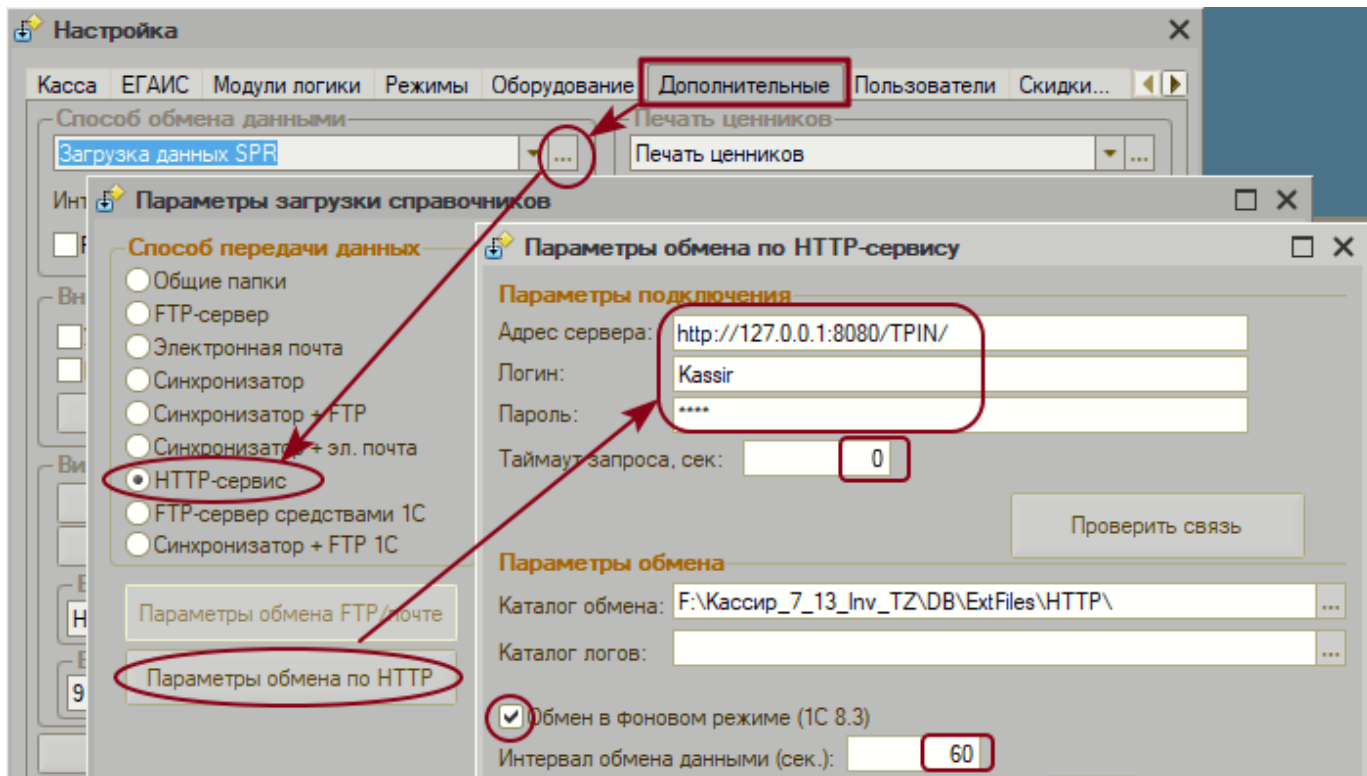 Настройка
Касса ЕГАИС Модули логики Режимы Оборудование Дополнительные Пользователи Скидки...
Способ обмена данными Печать ценников
Загрузка данных SPR ... Печать ценников ...
Параметры загрузки справочников
Способ передачи данных
Общие папки
FTP-сервер
Электронная почта
Синхронизатор
Синхронизатор + FTP
Синхронизатор + эл. почта
HTTP-сервис
FTP-сервер средствами 1С
Синхронизатор + FTP 1С
Параметры обмена FTP/почте
Параметры обмена по HTTP
Параметры обмена по HTTP-сервису
Параметры подключения
Адрес сервера: http://127.0.0.1:8080/TPIN/
Логин: Kassir
Пароль: ****
Таймаут запроса, сек: 0
Проверить связь
Параметры обмена
Каталог обмена: F:\Кассир_7_13_Inv_TZ\DB\ExtFiles\HTTP\ ...
Каталог логов: ...
Обмен в фоновом режиме (1С 8.3)
Интервал обмена данными (сек.): 60